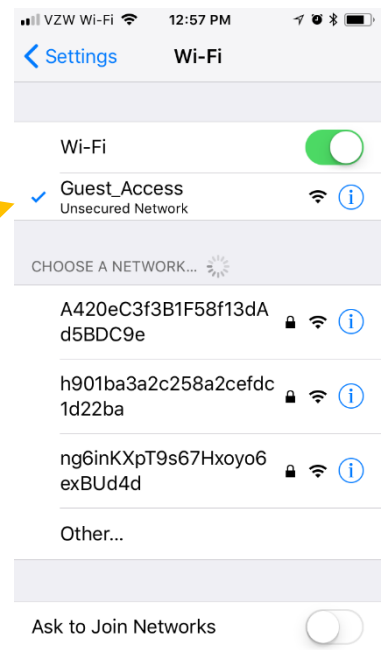 VZW Wi-Fi 12:57 PM
Settings Wi-Fi
Wi-Fi
Guest_Access
Unsecured Network
CHOOSE A NETWORK...
A420eC3f3B1F58f13dA
d5BDC9e
h901ba3a2c258a2cefdc
1d22ba
ng6inKXpT9s67Hxoyo6
exBUd4d
Other...
Ask to Join Networks